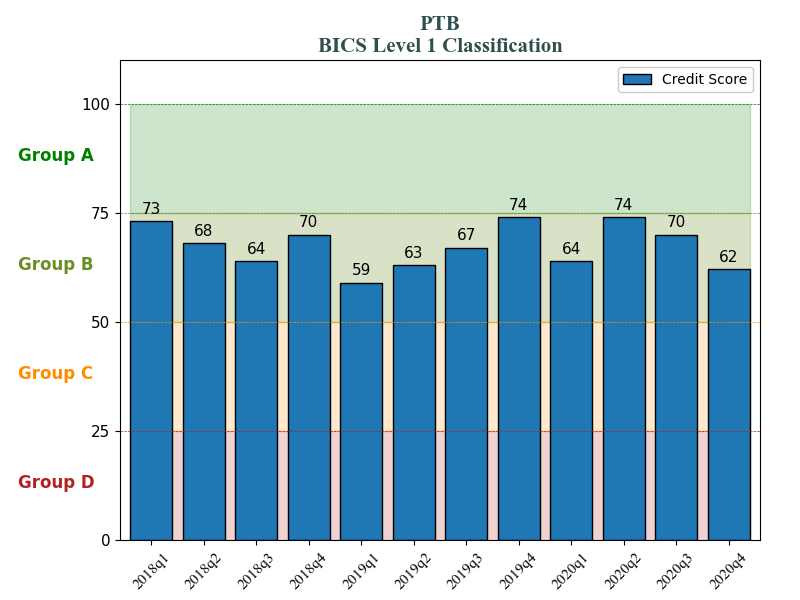 PTB
BICS Level 1 Classification
Credit Score
100
Group A
75
Group B
50
Group C
25
Group D
0
73
68
64
70
59
63
67
74
64
74
70
62
2018q1
2018q2
2018q3
2018q4
2019q1
2019q2
2019q3
2019q4
2020q1
2020q2
2020q3
2020q4